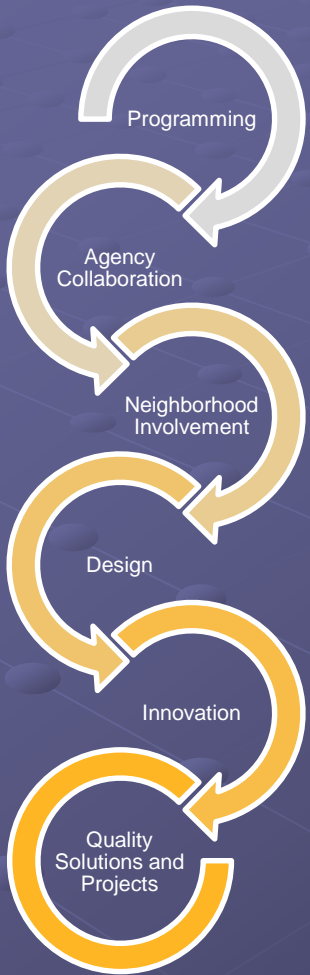 Programming
Agency
Collaboration
Neighborhood
Involvement
Design
Innovation
Quality
Solutions and
Projects